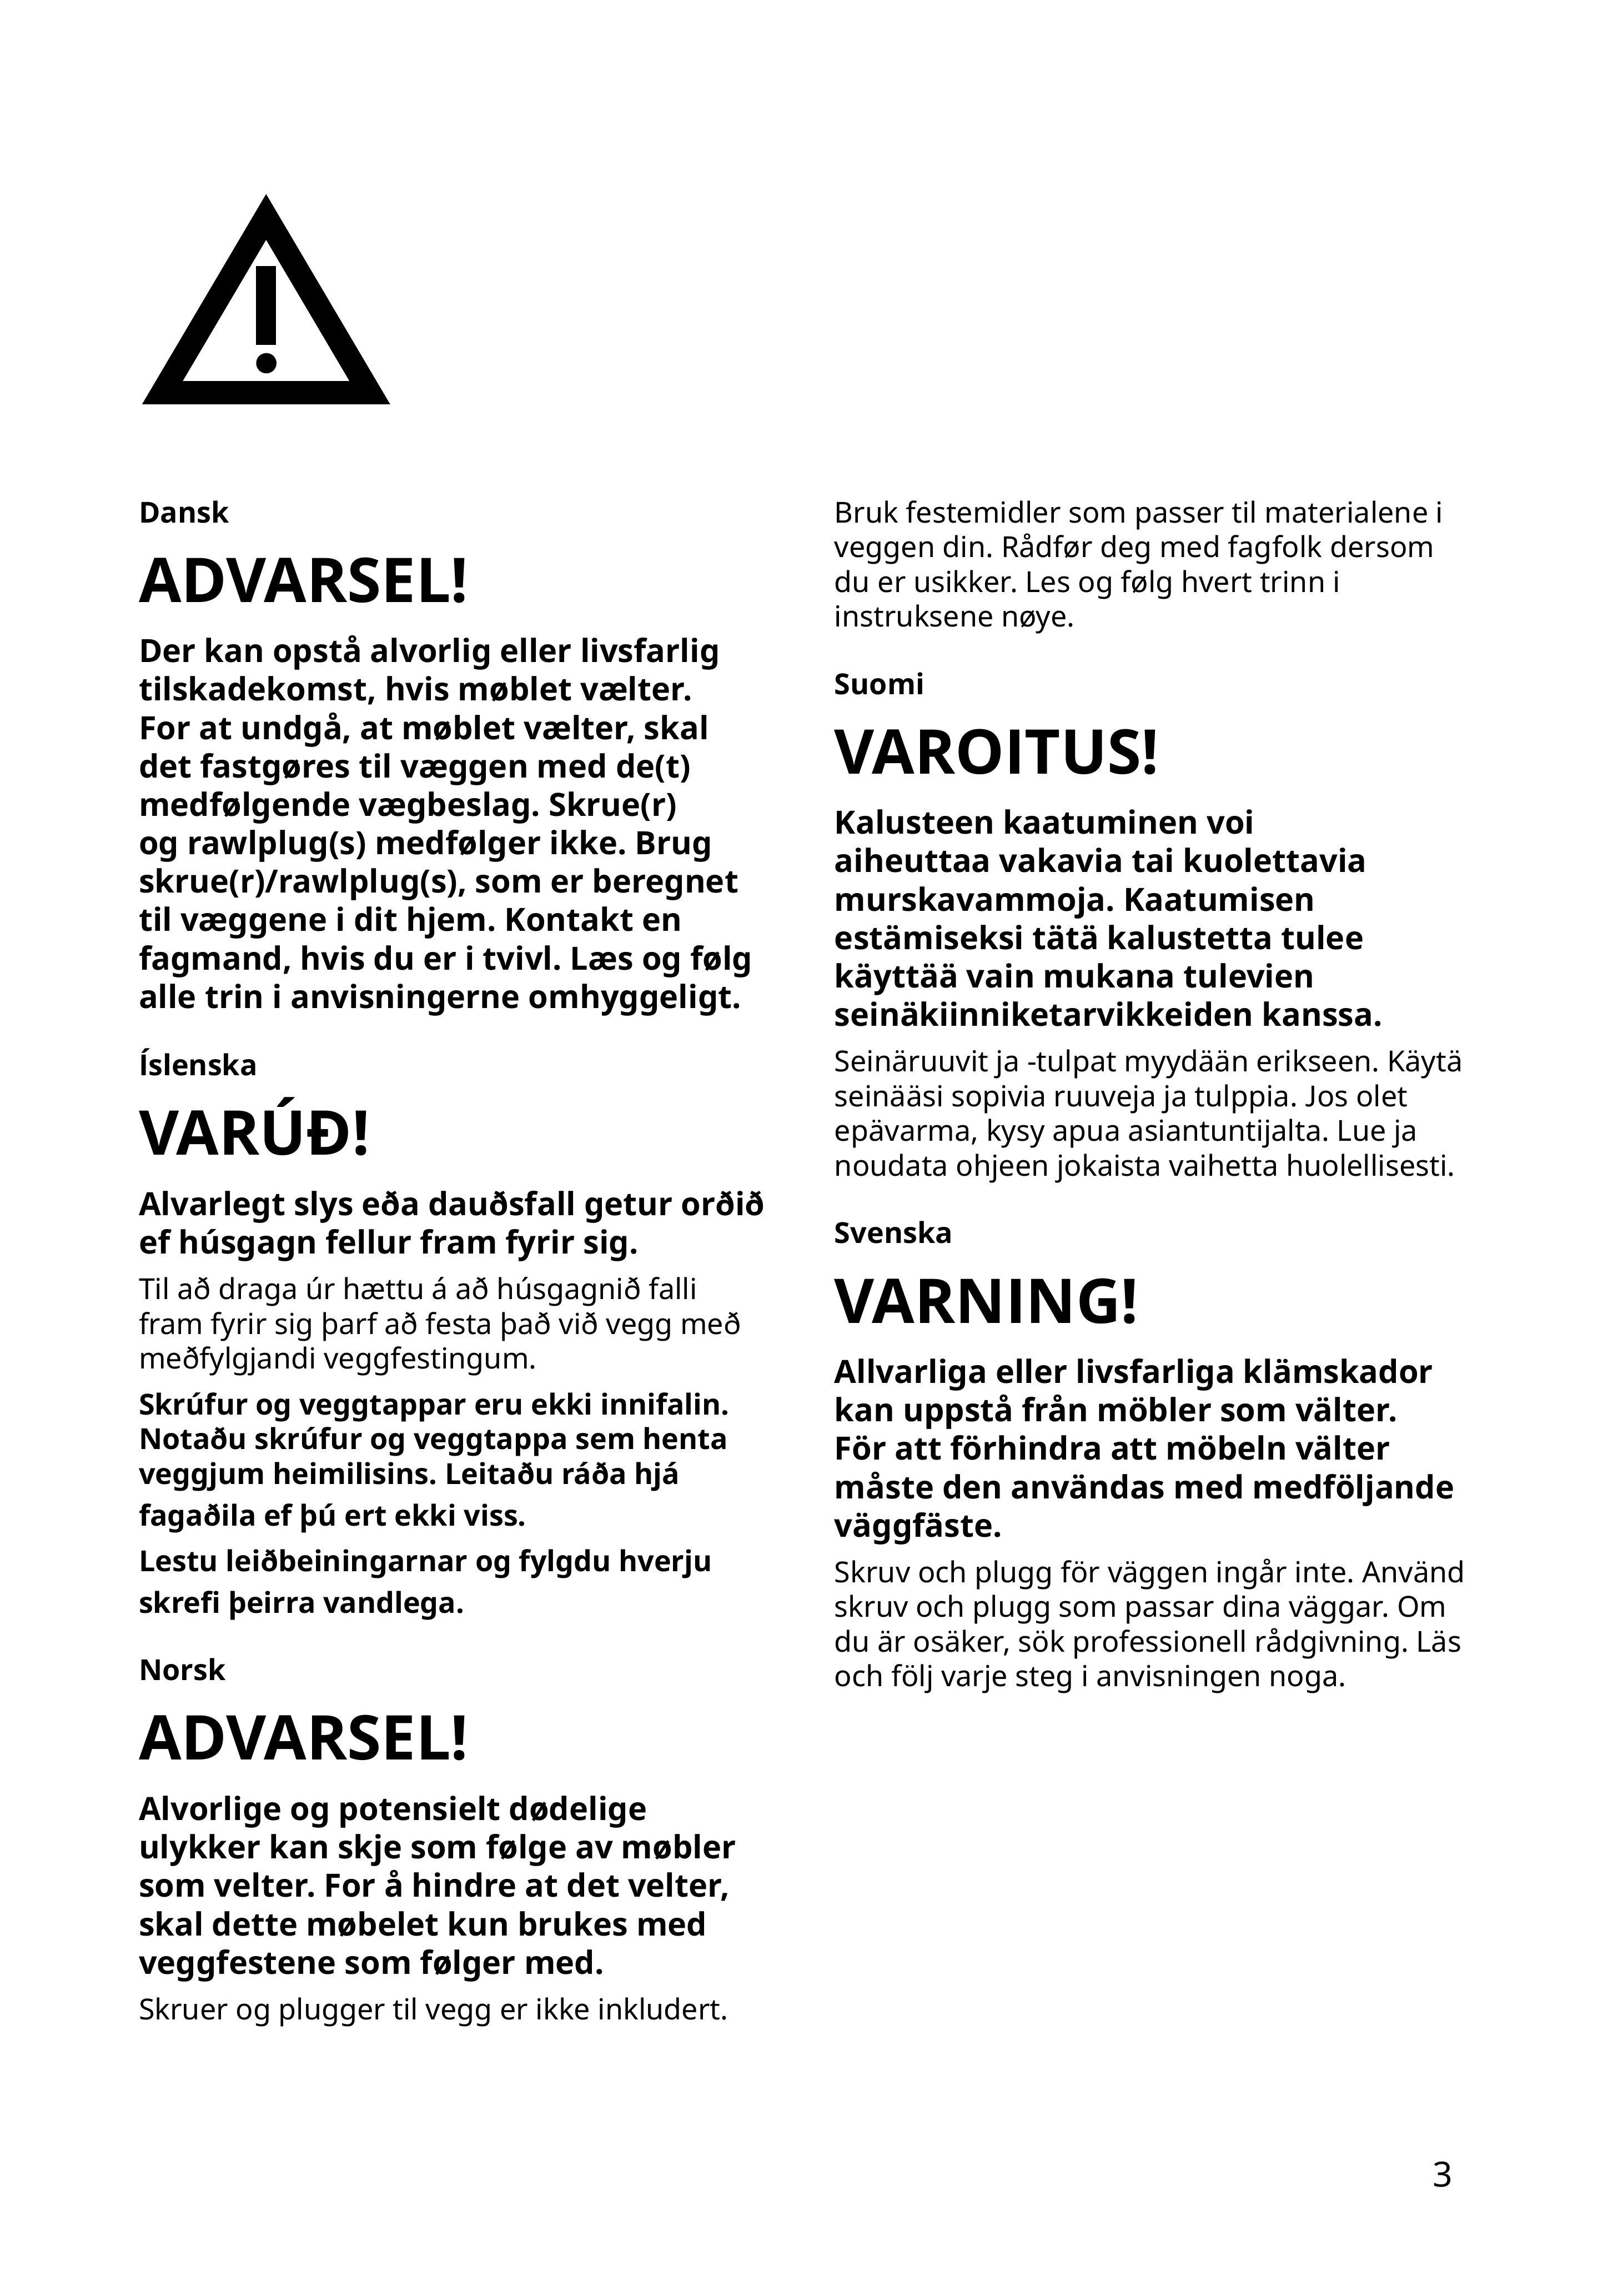 Dansk
ADVARSEL!
Der kan opstå alvorlig eller livsfarlig
tilskadekomst, hvis møblet vælter.
For at undgå, at møblet vælter, skal
det fastgøres til væggen med de(t)
medfølgende vægbeslag. Skrue(r)
og rawlplug(s) medfølger ikke. Brug
skrue(r)/rawlplug(s), som er beregnet
til væggene i dit hjem. Kontakt en
fagmand, hvis du er i tvivl. Læs og følg
alle trin i anvisningerne omhyggeligt.
Íslenska
VARÚÐ!
Alvarlegt slys eða dauðsfall getur orðið
ef húsgagn fellur fram fyrir sig.
Til að draga úr hættu á að húsgagnið falli
fram fyrir sig þarf að festa það við vegg með
meðfylgjandi veggfestingum.
Skrúfur og veggtappar eru ekki innifalin.
Notaðu skrúfur og veggtappa sem henta
veggjum heimilisins. Leitaðu ráða hjá
fagaðila ef þú ert ekki viss.
Lestu leiðbeiningarnar og fylgdu hverju
skrefi þeirra vandlega.
Norsk
ADVARSEL!
Alvorlige og potensielt dødelige
ulykker kan skje som følge av møbler
som velter. For å hindre at det velter,
skal dette møbelet kun brukes med
veggfestene som følger med.
Skruer og plugger til vegg er ikke inkludert.
Bruk festemidler som passer til materialene i
veggen din. Rådfør deg med fagfolk dersom
du er usikker. Les og følg hvert trinn i
instruksene nøye.
Suomi
VAROITUS!
Kalusteen kaatuminen voi
aiheuttaa vakavia tai kuolettavia
murskavammoja. Kaatumisen
estämiseksi tätä kalustetta tulee
käyttää vain mukana tulevien
seinäkiinniketarvikkeiden kanssa.
Seinäruuvit ja -tulpat myydään erikseen. Käytä
seinääsi sopivia ruuveja ja tulppia. Jos olet
epävarma, kysy apua asiantuntijalta. Lue ja
noudata ohjeen jokaista vaihetta huolellisesti.
Svenska
VARNING!
Allvarliga eller livsfarliga klämskador
kan uppstå från möbler som välter.
För att förhindra att möbeln välter
måste den användas med medföljande
väggfäste.
Skruv och plugg för väggen ingår inte. Använd
skruv och plugg som passar dina väggar. Om
du är osäker, sök professionell rådgivning. Läs
och följ varje steg i anvisningen noga.
3